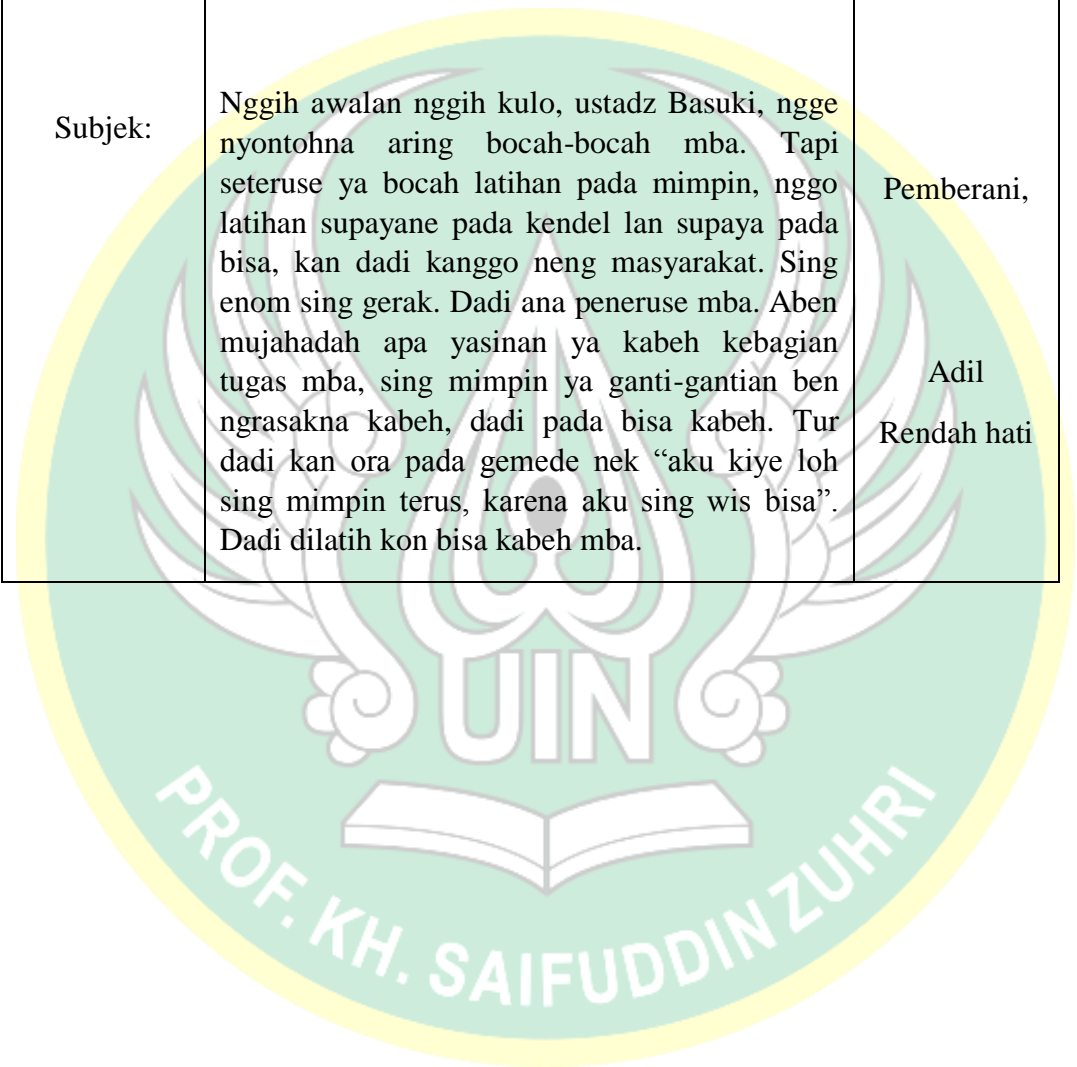 Subjek:
Nggih awalan nggih kulo, ustadz Basuki, ngge
nyontohna aring bocah-bocah mba. Tapi
seteruse ya bocah latihan pada mimpin, nggo
latihan supayane pada kendel lan supaya pada
bisa, kan dadi kanggo neng masyarakat. Sing
enom sing gerak. Dadi ana peneruse mba. Aben
mujahadah apa yasinan ya kabeh kebagian
tugas mba, sing mimpin ya ganti-gantian ben
ngrasakna kabeh, dadi pada bisa kabeh. Tur
dadi kan ora pada gemede nek “aku kiye loh
sing mimpin terus, karena aku sing wis bisa”.
Dadi dilatih kon bisa kabeh mba.
Pemberani,
Adil
Rendah hati
UIN
PROF. KH. SAIFUDDIN ZUHRI